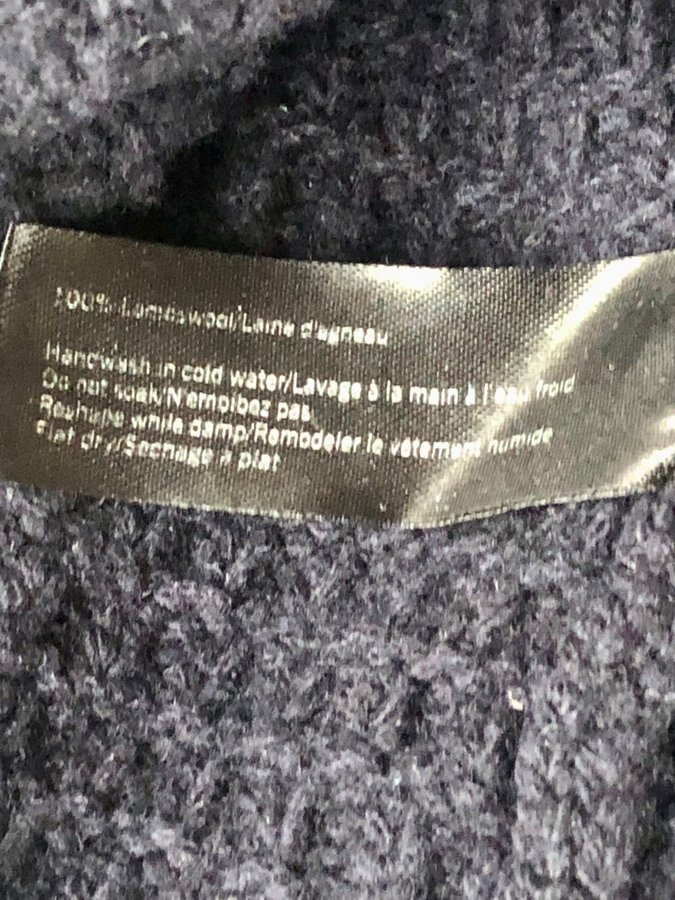 100% Lambswool/Laine d'agneau
Handwash in cold water/Lavage à la main à l'eau froid
Do not soak/N'emploibez pas
Reshape while damp/Remodeler le vêtement humide
Flat dry/Sechage a plat